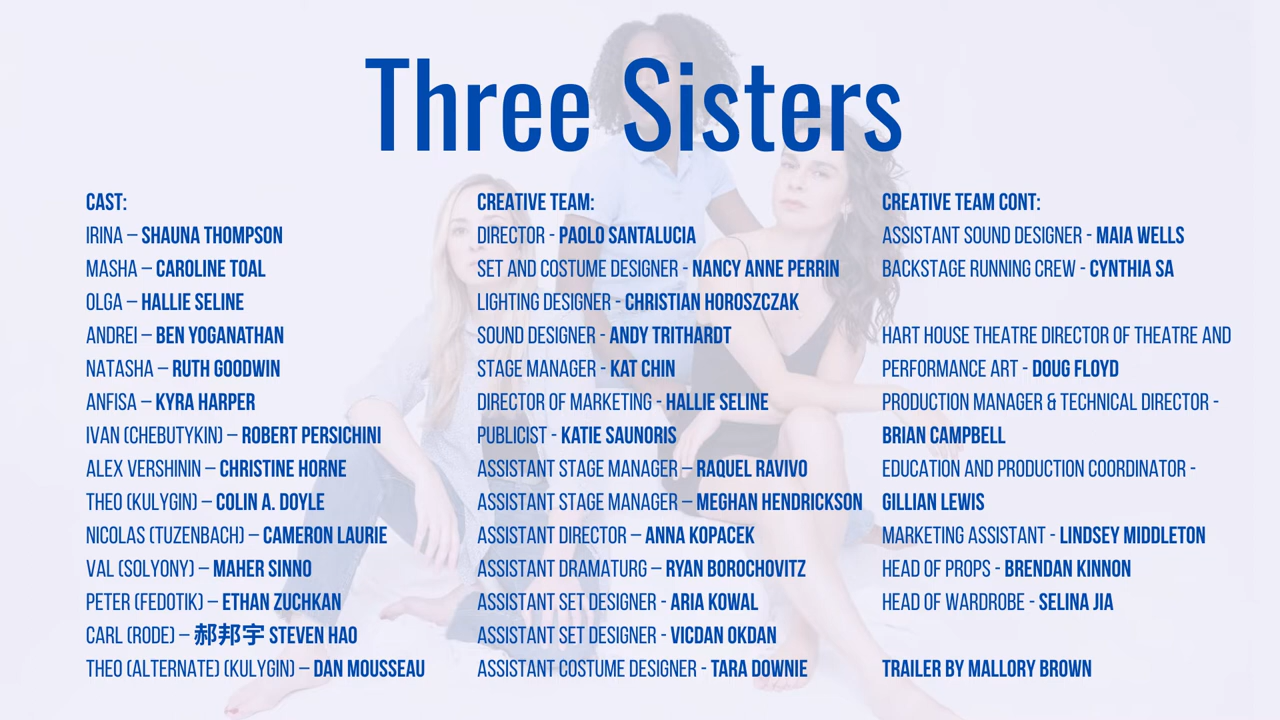 Three Sisters
CAST:
IRINA – SHAUNA THOMPSON
MASHA – CAROLINE TOAL
OLGA – HALLIE SELINE
ANDREI – BEN YOGANATHAN
NATASHA – RUTH GOODWIN
ANFISA – KYRA HARPER
IVAN (CHEBUTYKIN) – ROBERT PERSICHINI
ALEX VERSHININ – CHRISTINE HORNE
THEO (KULYGIN) – COLIN A. DOYLE
NICOLAS (TUZENBACH) – CAMERON LAURIE
VAL (SOLYONY) – MAHER SINNO
PETER (FEDOTIK) – ETHAN ZUCHKAN
CARL (RODE) – 郝邦宇 STEVEN HAO
THEO (ALTERNATE) (KULYGIN) – DAN MOUSSEAU
CREATIVE TEAM:
DIRECTOR - PAOLO SANTALUCIA
SET AND COSTUME DESIGNER - NANCY ANNE PERRIN
LIGHTING DESIGNER - CHRISTIAN HOROSZCZAK
SOUND DESIGNER - ANDY TRITHARDT
STAGE MANAGER - KAT CHIN
DIRECTOR OF MARKETING - HALLIE SELINE
PUBLICIST - KATIE SAUNORIS
ASSISTANT STAGE MANAGER – RAQUEL RAVIVO
ASSISTANT STAGE MANAGER – MEGHAN HENDRICKSON
ASSISTANT DIRECTOR – ANNA KOPACEK
ASSISTANT DRAMATURG – RYAN BOROCHOVITZ
ASSISTANT SET DESIGNER - ARIA KOWAL
ASSISTANT SET DESIGNER - VICDAN OKDAN
ASSISTANT COSTUME DESIGNER - TARA DOWNIE
CREATIVE TEAM CONT:
ASSISTANT SOUND DESIGNER - MAIA WELLS
BACKSTAGE RUNNING CREW - CYNTHIA SA
HART HOUSE THEATRE DIRECTOR OF THEATRE AND
PERFORMANCE ART - DOUG FLOYD
PRODUCTION MANAGER & TECHNICAL DIRECTOR -
BRIAN CAMPBELL
EDUCATION AND PRODUCTION COORDINATOR -
GILLIAN LEWIS
MARKETING ASSISTANT - LINDSEY MIDDLETON
HEAD OF PROPS - BRENDAN KINNON
HEAD OF WARDROBE - SELINA JIA
TRAILER BY MALLORY BROWN